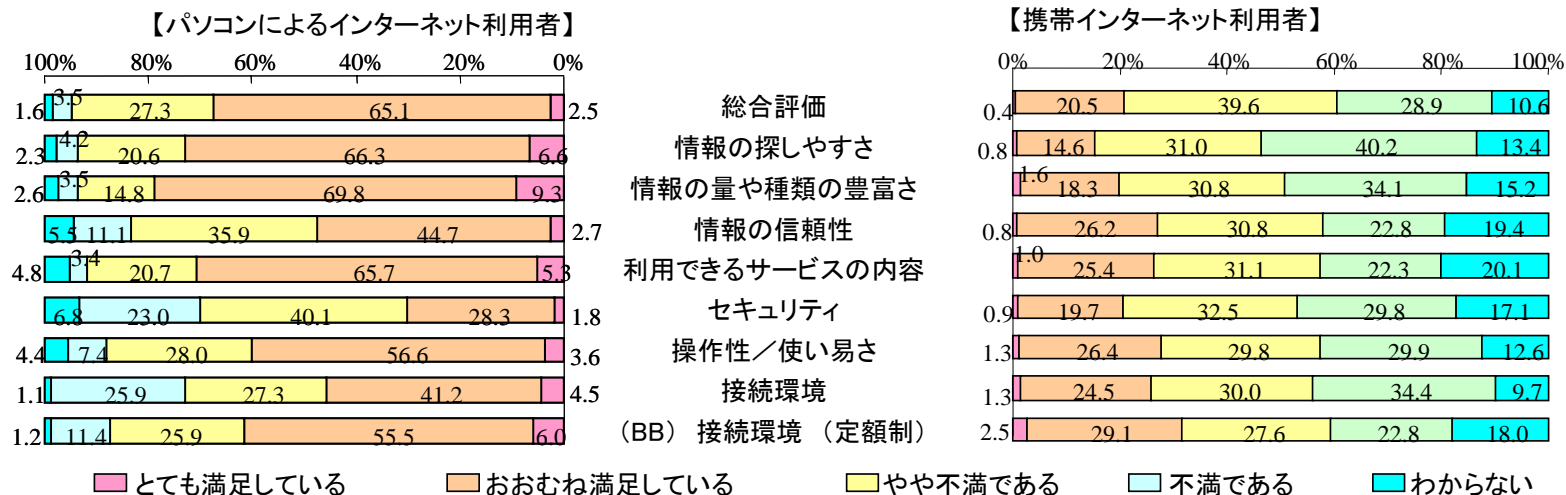 【パソコンによるインターネット利用者】 【携帯インターネット利用者】
100% 80% 60% 40% 20% 0% 0% 20% 40% 60% 80% 100%
1.6 3.5 27.3 65.1 2.5 総合評価 0.4 20.5 39.6 28.9 10.6
2.3 4.2 20.6 66.3 6.6 情報の探しやすさ 0.8 14.6 31.0 40.2 13.4
2.6 3.5 14.8 69.8 9.3 情報の量や種類の豊富さ 1.6 18.3 30.8 34.1 15.2
5.5 11.1 35.9 44.7 2.7 情報の信頼性 0.8 26.2 30.8 22.8 19.4
4.8 3.4 20.7 65.7 5.3 利用できるサービスの内容 1.0 25.4 31.1 22.3 20.1
6.8 23.0 40.1 28.3 1.8 セキュリティ 0.9 19.7 32.5 29.8 17.1
4.4 7.4 28.0 56.6 3.6 操作性／使い易さ 1.3 26.4 29.8 29.9 12.6
1.1 25.9 27.3 41.2 4.5 接続環境 1.3 24.5 30.0 34.4 9.7
1.2 11.4 25.9 55.5 6.0 （BB） 接続環境 （定額制） 2.5 29.1 27.6 22.8 18.0
とても満足している おおむね満足している やや不満である 不満である わからない